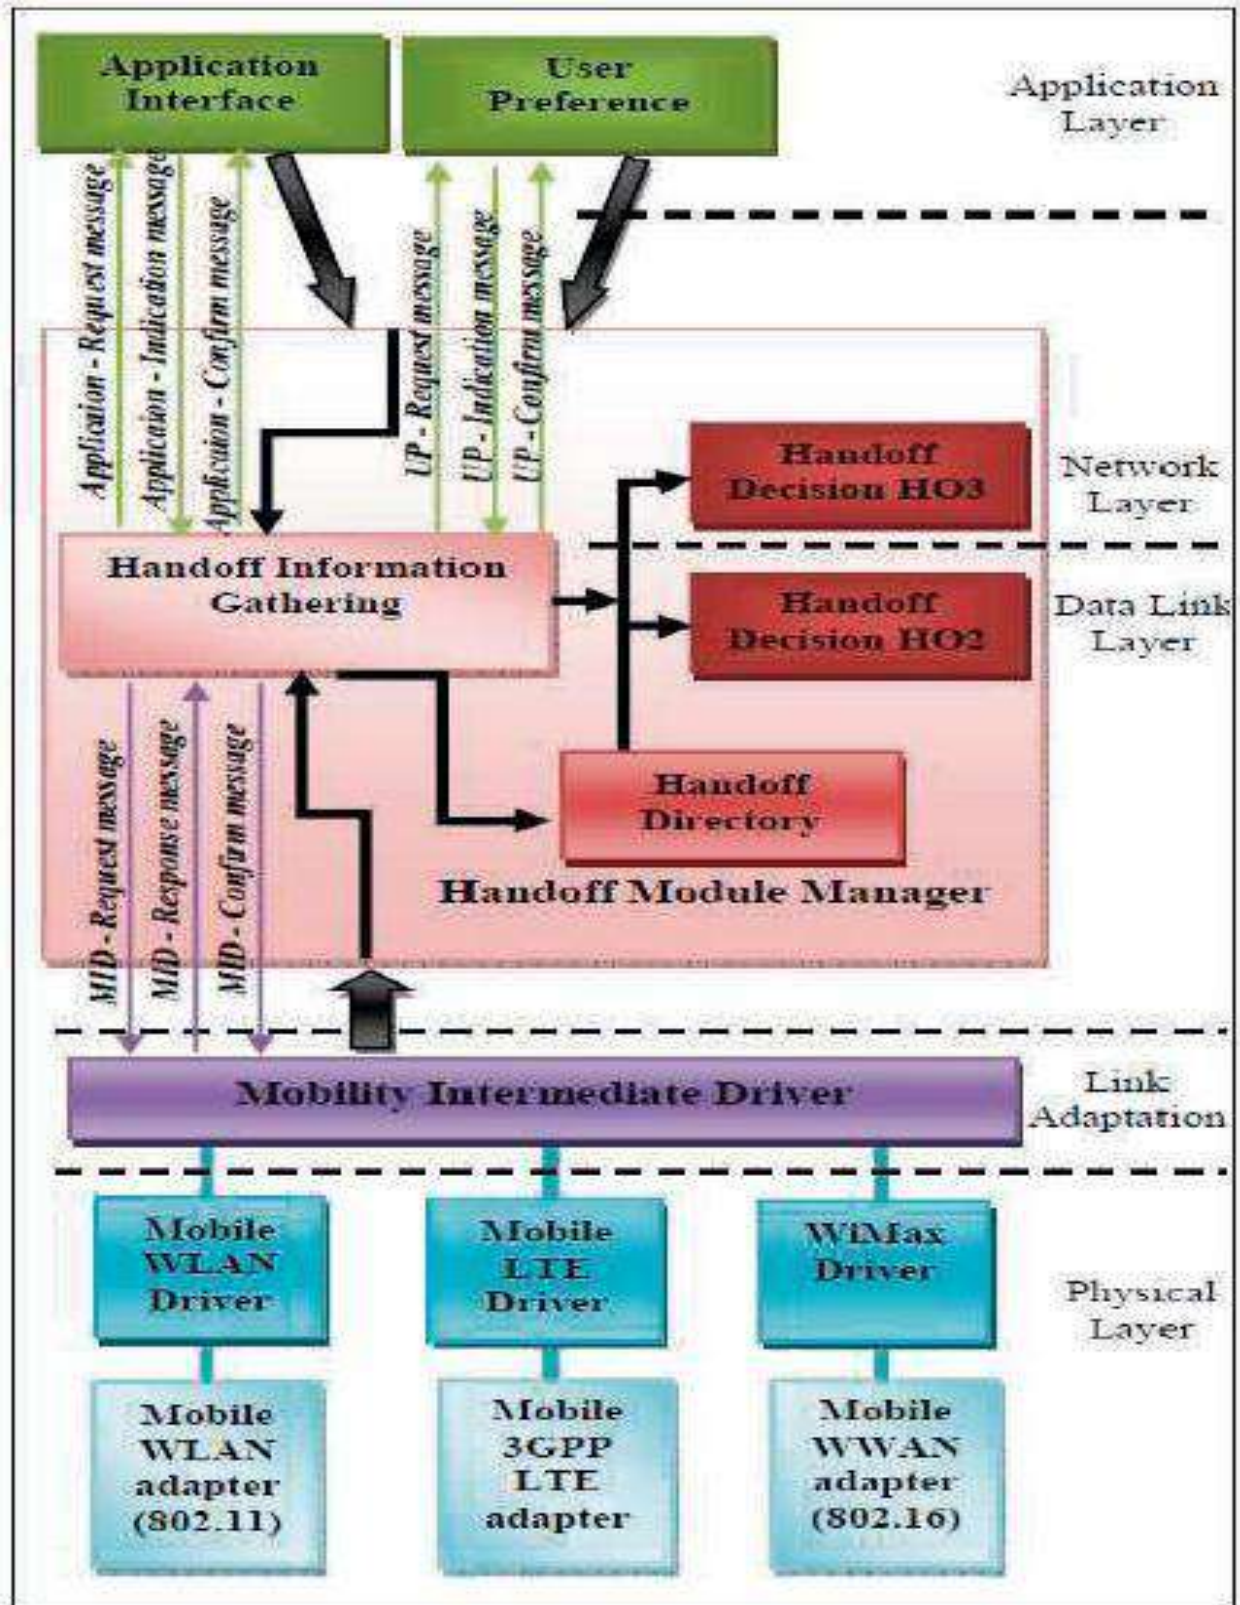 Application
Interface
User
Preference
Application
Layer
Applicaion - Request message
Applicaion - Indication message
Applicaion - Confirm message
UP - Request message
UP - Indication message
UP - Confirm message
Handoff
Decision HO3
Network
Layer
Handoff Information
Gathering
Handoff
Decision HO2
Data Link
Layer
MID - Request message
MID - Response message
MID - Confirm message
Handoff
Directory
Handoff Module Manager
Mobility Intermediate Driver
Link
Adaptation
Mobile
WLAN
Driver
Mobile
LTE
Driver
WiMax
Driver
Physical
Layer
Mobile
WLAN
adapter
(802.11)
Mobile
3GPP
LTE
adapter
Mobile
WWAN
adapter
(802.16)